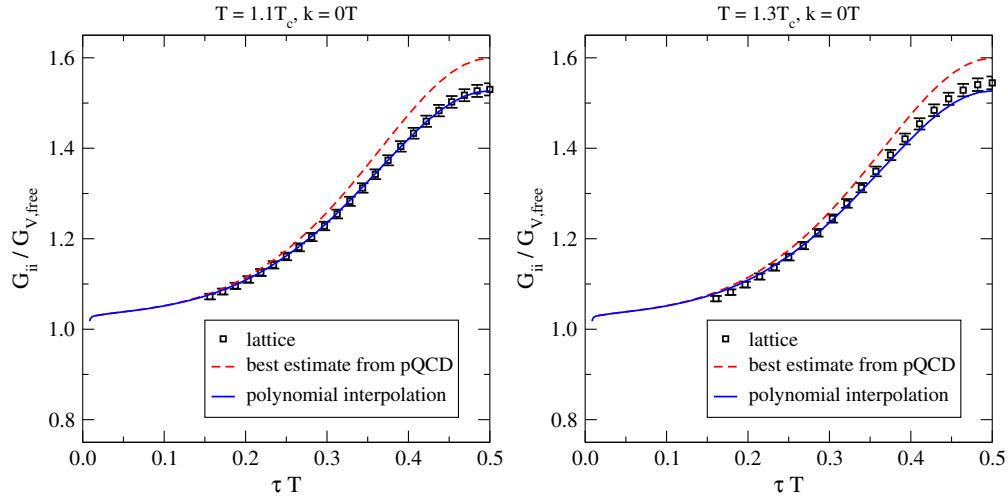 T = 1.1T_c, k = 0T
1.6
1.4
1.2
1.0
0.8
G_ii / G_V,free
lattice
best estimate from pQCD
polynomial interpolation
0.0 0.1 0.2 0.3 0.4 0.5
τ T
T = 1.3T_c, k = 0T
1.6
1.4
1.2
1.0
0.8
G_ii / G_V,free
lattice
best estimate from pQCD
polynomial interpolation
0.0 0.1 0.2 0.3 0.4 0.5
τ T